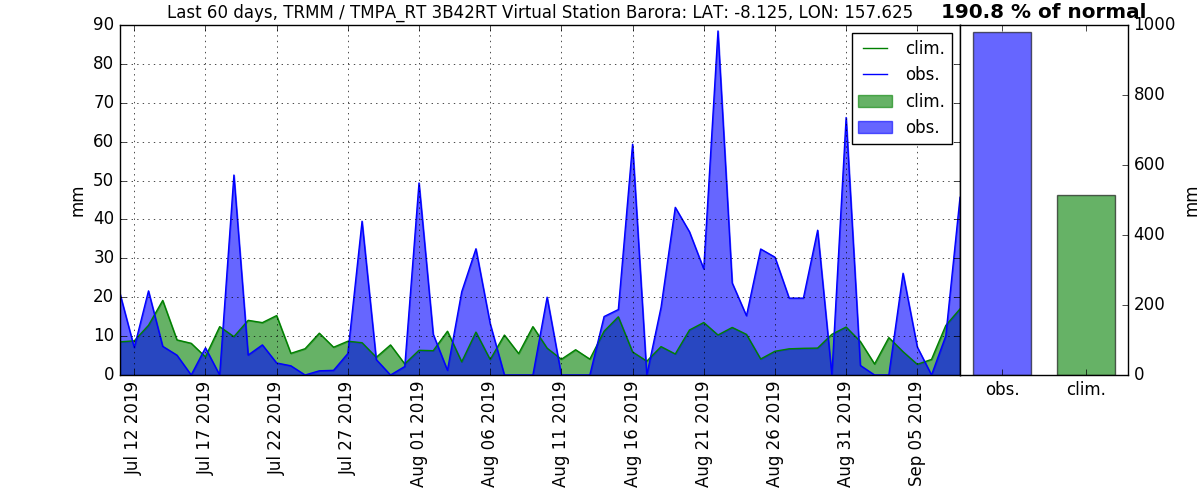 Last 60 days, TRMM / TMPA_RT 3B42RT Virtual Station Barora: LAT: -8.125, LON: 157.625
190.8 % of normal
90
80
70
60
50
40
30
20
10
0
mm
clim.
obs.
clim.
obs.
1000
800
600
400
200
0
mm
obs.
clim.
Jul 12 2019
Jul 17 2019
Jul 22 2019
Jul 27 2019
Aug 01 2019
Aug 06 2019
Aug 11 2019
Aug 16 2019
Aug 21 2019
Aug 26 2019
Aug 31 2019
Sep 05 2019